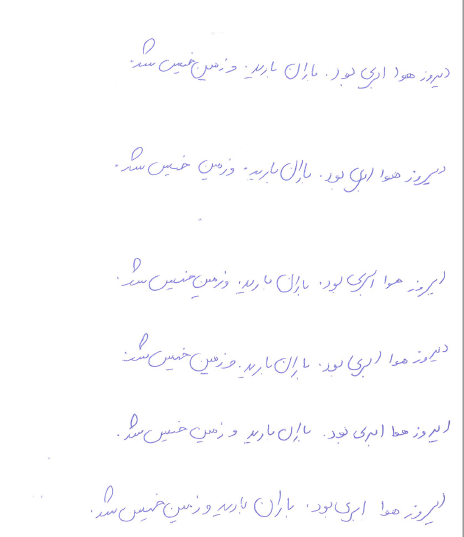 دیروز هوا ابری بود. باران بارید. و زمین خیس شد.
دیروز هوا ابری بود. باران بارید. و زمین خیس شد.
دیروز هوا ابری بود. باران بارید. و زمین خیس شد.
دیروز هوا ابری بود. باران بارید. و زمین خیس شد.
دیروز هوا ابری بود. باران بارید و زمین خیس شد.
دیروز هوا ابری بود. باران بارید و زمین خیس شد.